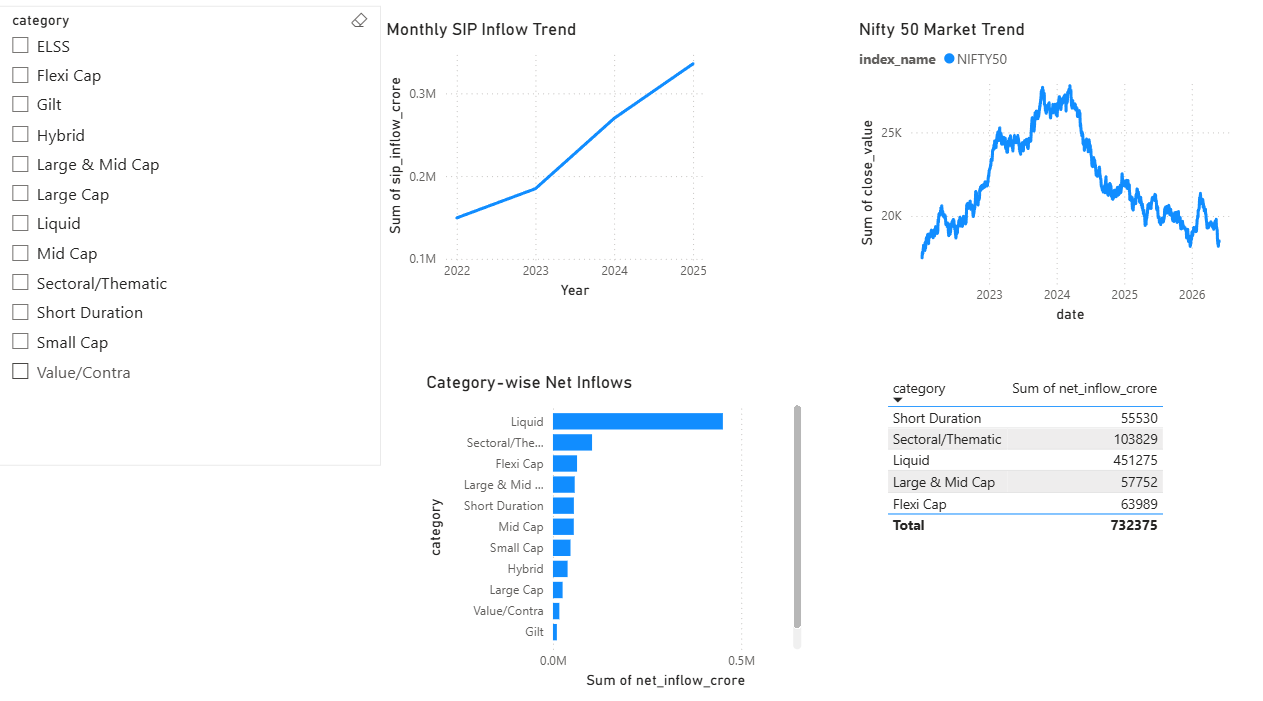 category
ELSS
Flexi Cap
Gilt
Hybrid
Large & Mid Cap
Large Cap
Liquid
Mid Cap
Sectoral/Thematic
Short Duration
Small Cap
Value/Contra
Monthly SIP Inflow Trend
Sum of sip_inflow_crore
0.3M
0.2M
0.1M
2022 2023 2024 2025
Year
Nifty 50 Market Trend
index_name NIFTY50
Sum of close_value
25K
20K
2023 2024 2025 2026
date
Category-wise Net Inflows
category
Liquid
Sectoral/The...
Flexi Cap
Large & Mid ...
Short Duration
Mid Cap
Small Cap
Hybrid
Large Cap
Value/Contra
Gilt
0.0M 0.5M
Sum of net_inflow_crore
category Sum of net_inflow_crore
Short Duration 55530
Sectoral/Thematic 103829
Liquid 451275
Large & Mid Cap 57752
Flexi Cap 63989
Total 732375